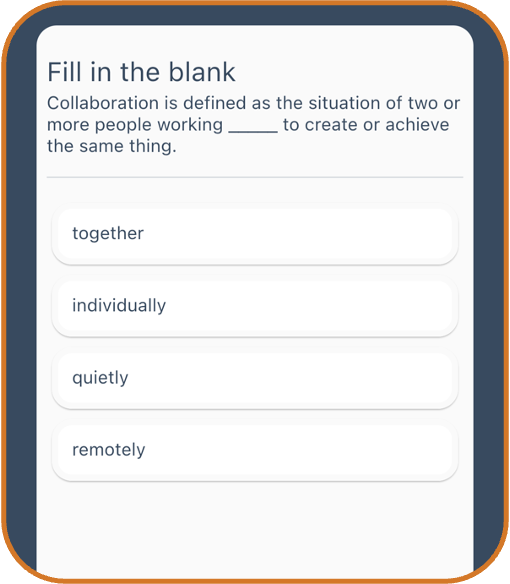 Fill in the blank
Collaboration is defined as the situation of two or
more people working _____ to create or achieve
the same thing.
together
individually
quietly
remotely